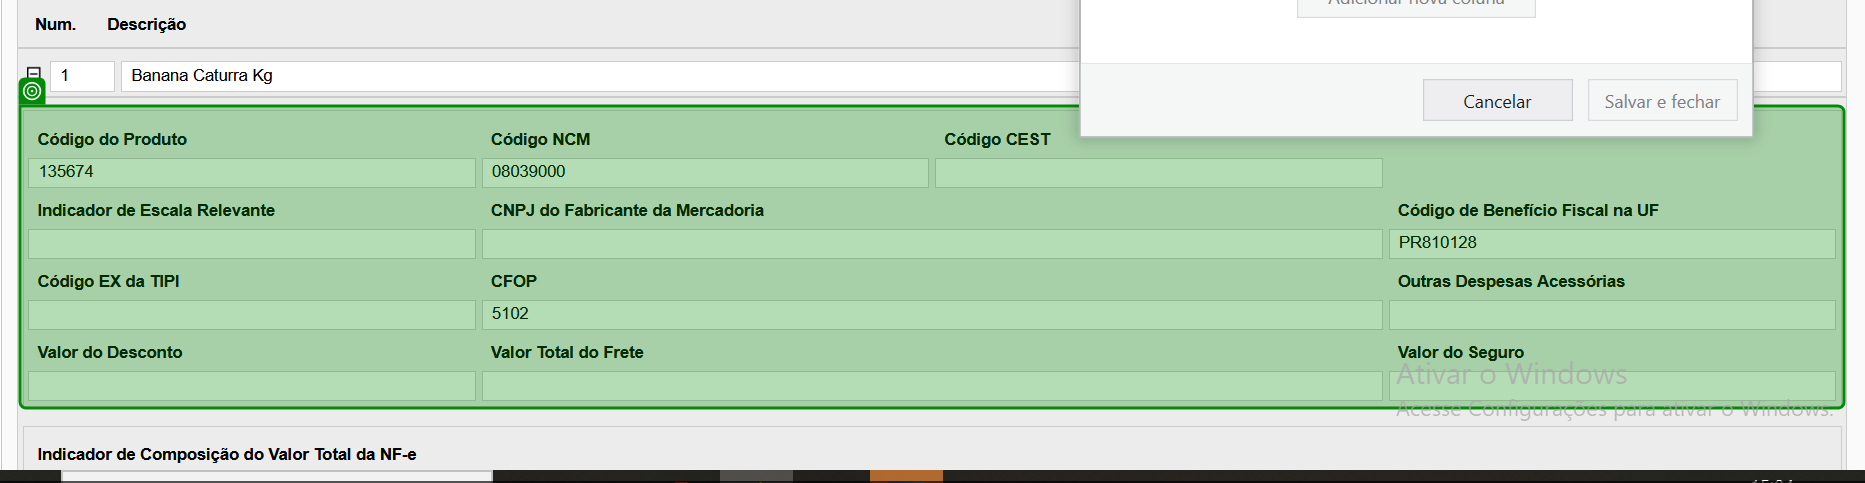 Adicionar nova coluna
Num. Descrição
1 Banana Caturra Kg
Cancelar Salvar e fechar
Código do Produto Código NCM Código CEST
135674 08039000
Indicador de Escala Relevante CNPJ do Fabricante da Mercadoria Código de Benefício Fiscal na UF
PR810128
Código EX da TIPI CFOP Outras Despesas Acessórias
5102
Valor do Desconto Valor Total do Frete Valor do Seguro
Ativar o Windows
Acesse Configurações para ativar o Windows.
Indicador de Composição do Valor Total da NF-e